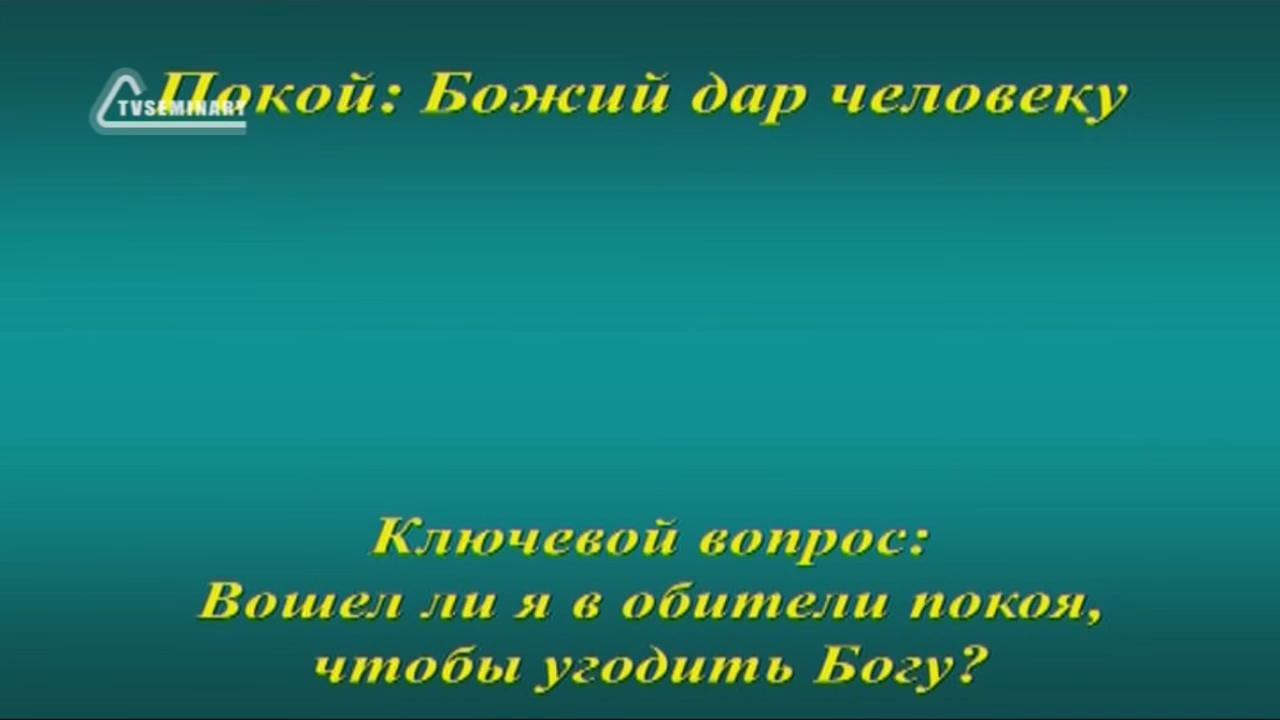 Покой: Божий дар человеку
TVSEMINARY
Ключевой вопрос:
Вошел ли я в обители покоя,
чтобы угодить Богу?